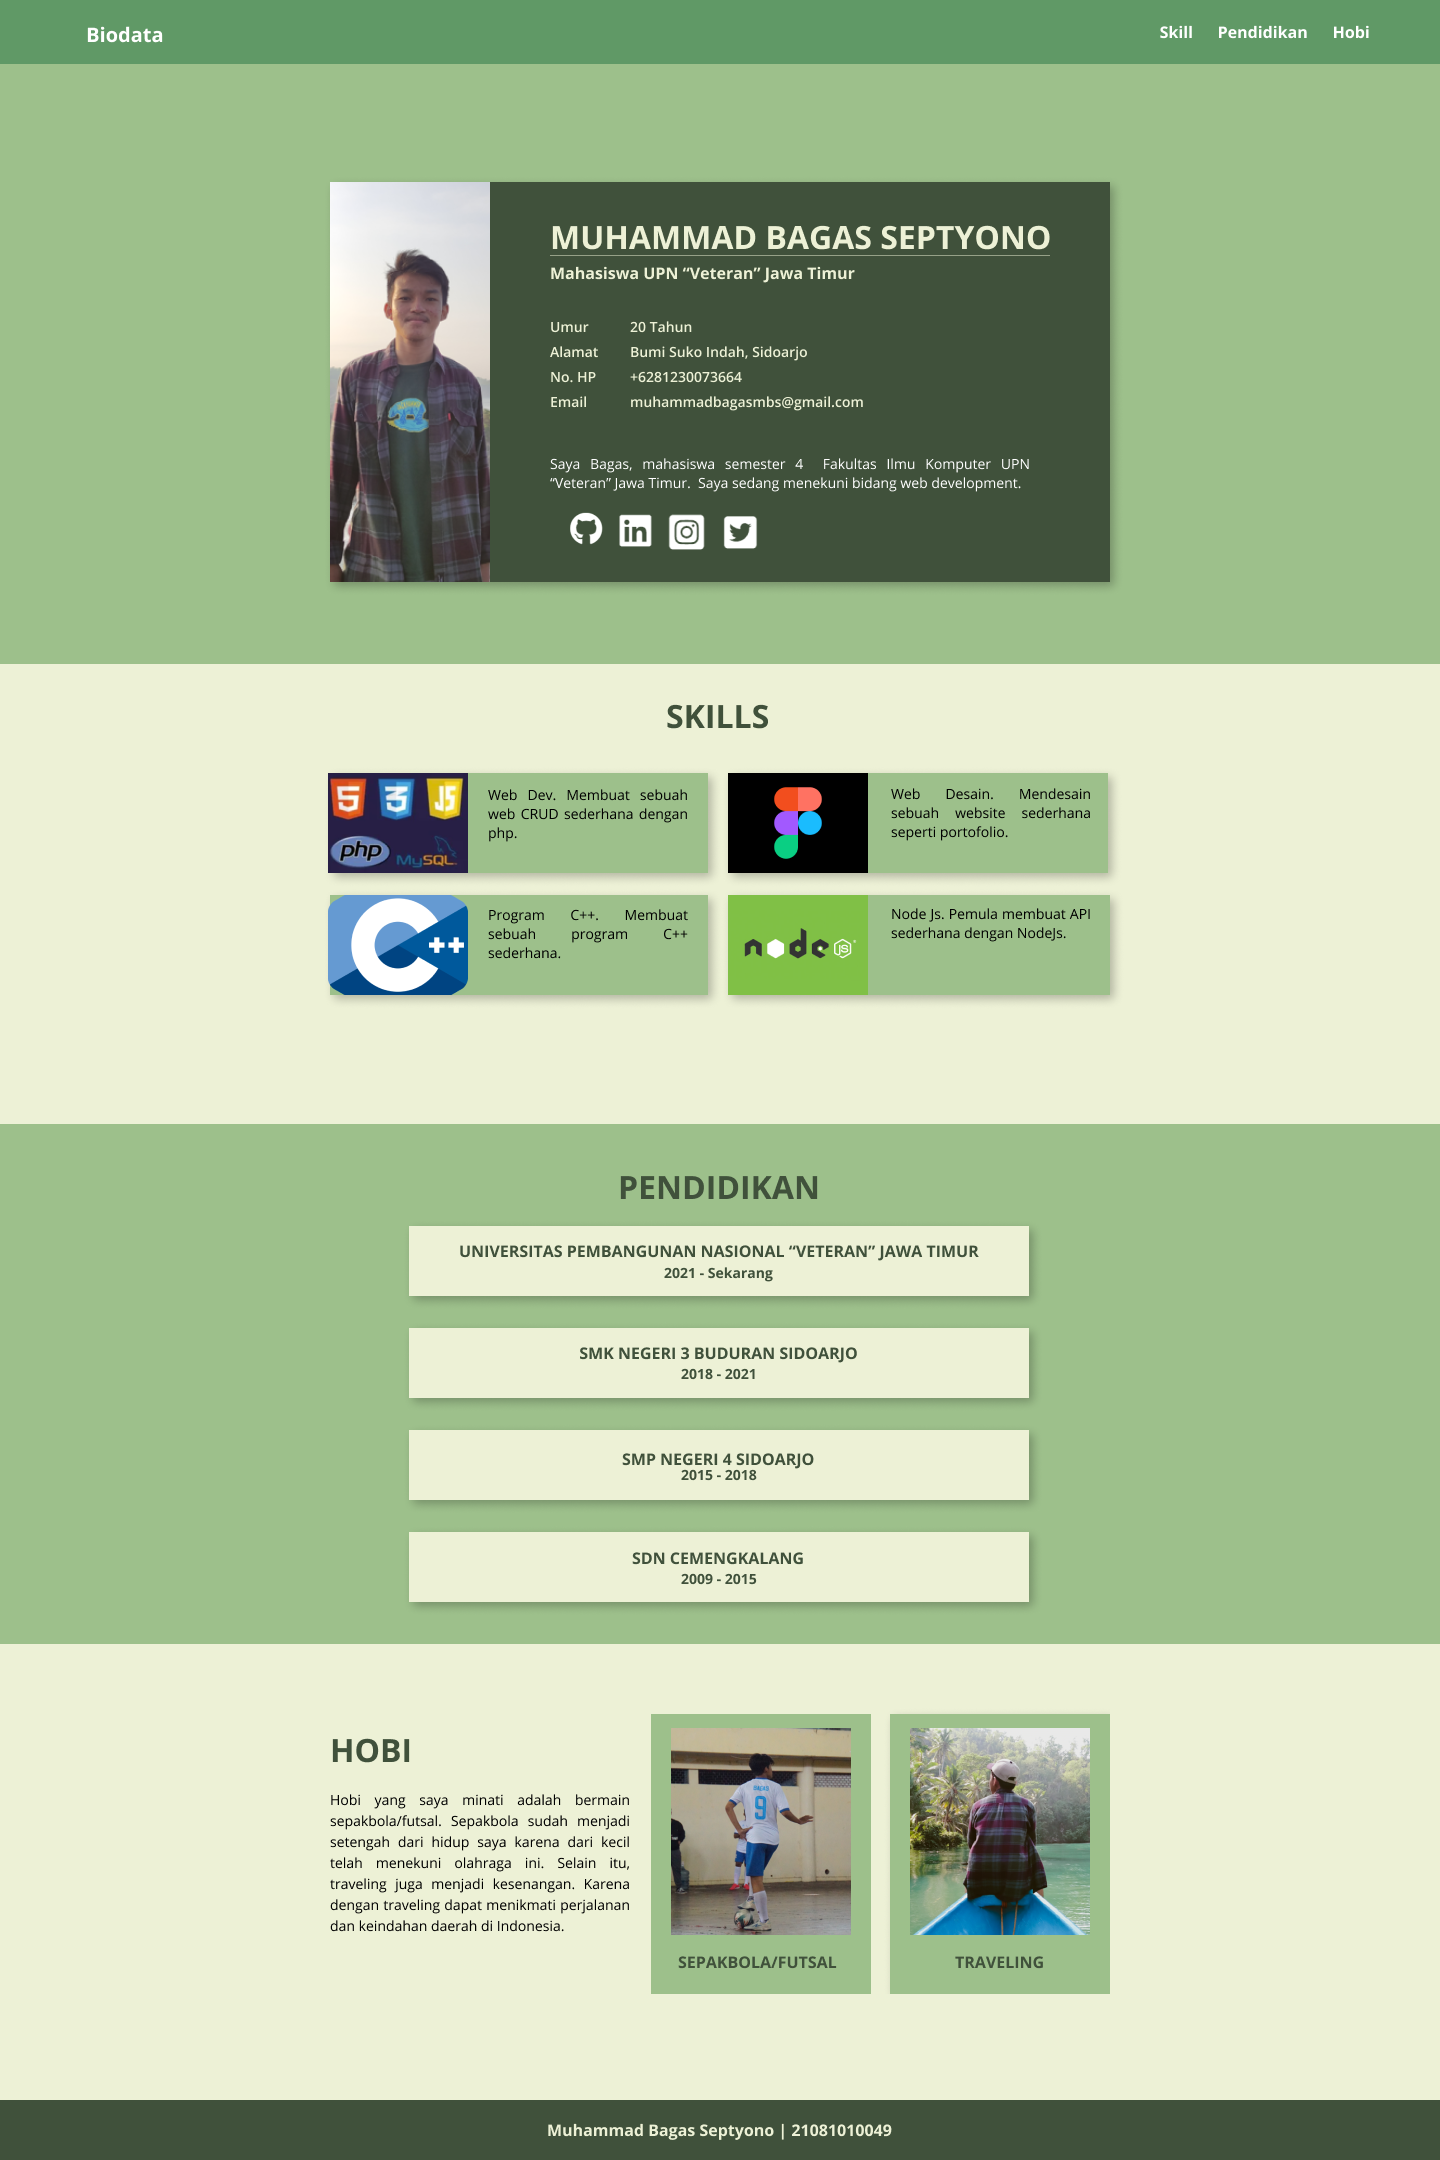 Biodata
Skill Pendidikan Hobi
MUHAMMAD BAGAS SEPTYONO
Mahasiswa UPN “Veteran” Jawa Timur
Umur 20 Tahun
Alamat Bumi Suko Indah, Sidoarjo
No. HP +6281230073664
Email muhammadbagasmbs@gmail.com
Saya Bagas, mahasiswa semester 4 Fakultas Ilmu Komputer UPN
“Veteran” Jawa Timur. Saya sedang menekuni bidang web development.
in
SKILLS
5 3 JS
php MySQL
Web Dev. Membuat sebuah
web CRUD sederhana dengan
php.
Web Desain. Mendesain
sebuah website sederhana
seperti portofolio.
C++
Program C++. Membuat
sebuah program C++
sederhana.
node JS
Node Js. Pemula membuat API
sederhana dengan NodeJs.
PENDIDIKAN
UNIVERSITAS PEMBANGUNAN NASIONAL “VETERAN” JAWA TIMUR
2021 - Sekarang
SMK NEGERI 3 BUDURAN SIDOARJO
2018 - 2021
SMP NEGERI 4 SIDOARJO
2015 - 2018
SDN CEMENGKALANG
2009 - 2015
HOBI
Hobi yang saya minati adalah bermain
sepakbola/futsal. Sepakbola sudah menjadi
setengah dari hidup saya karena dari kecil
telah menekuni olahraga ini. Selain itu,
traveling juga menjadi kesenangan. Karena
dengan traveling dapat menikmati perjalanan
dan keindahan daerah di Indonesia.
9
SEPAKBOLA/FUTSAL
TRAVELING
Muhammad Bagas Septyono | 21081010049